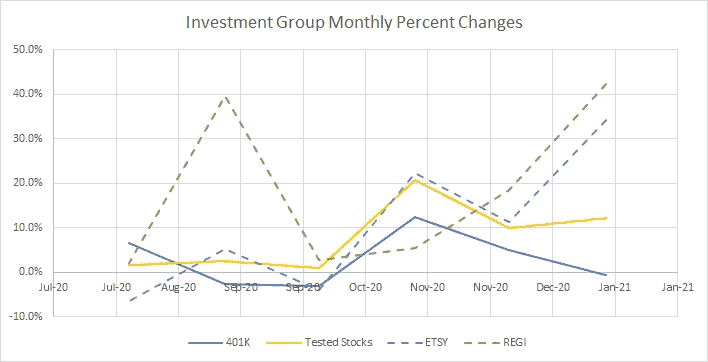 Investment Group Monthly Percent Changes
50.0%
40.0%
30.0%
20.0%
10.0%
0.0%
Jul-20 Jul-20 Aug-20 Sep-20 Sep-20 Oct-20 Nov-20 Nov-20 Dec-20 Jan-21 Jan-21
-10.0%
401K Tested Stocks ETSY REGI